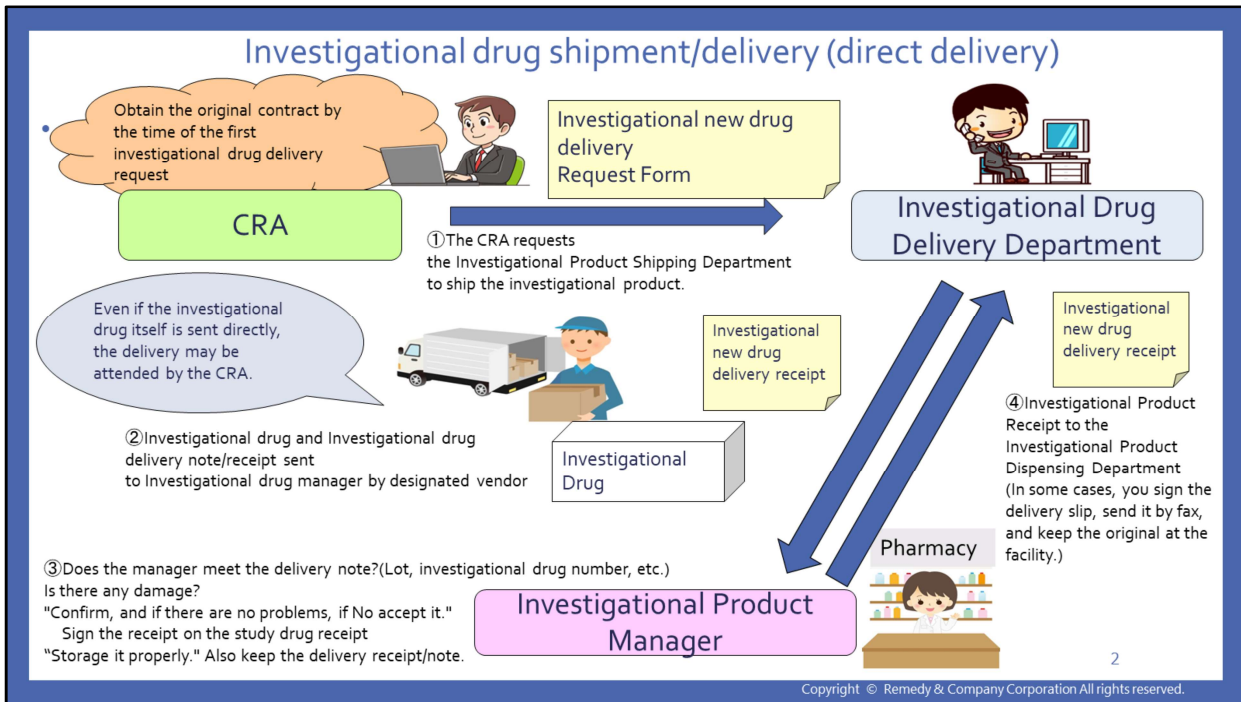 Investigational drug shipment/delivery (direct delivery)
Obtain the original contract by
the time of the first
investigational drug delivery
request
CRA
Investigational new drug
delivery
Request Form
①The CRA requests
the Investigational Product Shipping Department
to ship the investigational product.
Investigational Drug
Delivery Department
Even if the investigational
drug itself is sent directly,
the delivery may be
attended by the CRA.
②Investigational drug and Investigational drug
delivery note/receipt sent
to Investigational drug manager by designated vendor
Investigational
new drug
delivery receipt
Investigational
Drug
Investigational
new drug
delivery receipt
④Investigational Product
Receipt to the
Investigational Product
Dispensing Department
(In some cases, you sign the
delivery slip, send it by fax,
and keep the original at the
facility.)
③Does the manager meet the delivery note?(Lot, investigational drug number, etc.)
Is there any damage?
"Confirm, and if there are no problems, if No accept it."
Sign the receipt on the study drug receipt
“Storage it properly." Also keep the delivery receipt/note.
Investigational Product
Manager
Pharmacy
2
Copyright © Remedy & Company Corporation All rights reserved.